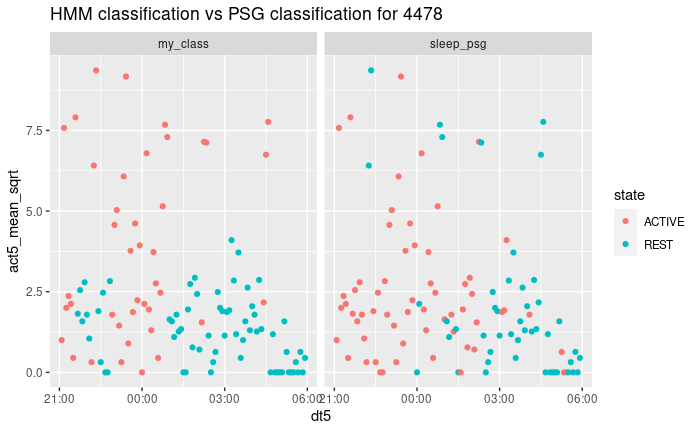 HMM classification vs PSG classification for 4478
my_class
sleep_psg
act5_mean_sqrt
7.5
5.0
2.5
0.0
21:00
00:00
03:00
06:00
21:00
00:00
03:00
06:00
dt5
state
ACTIVE
REST